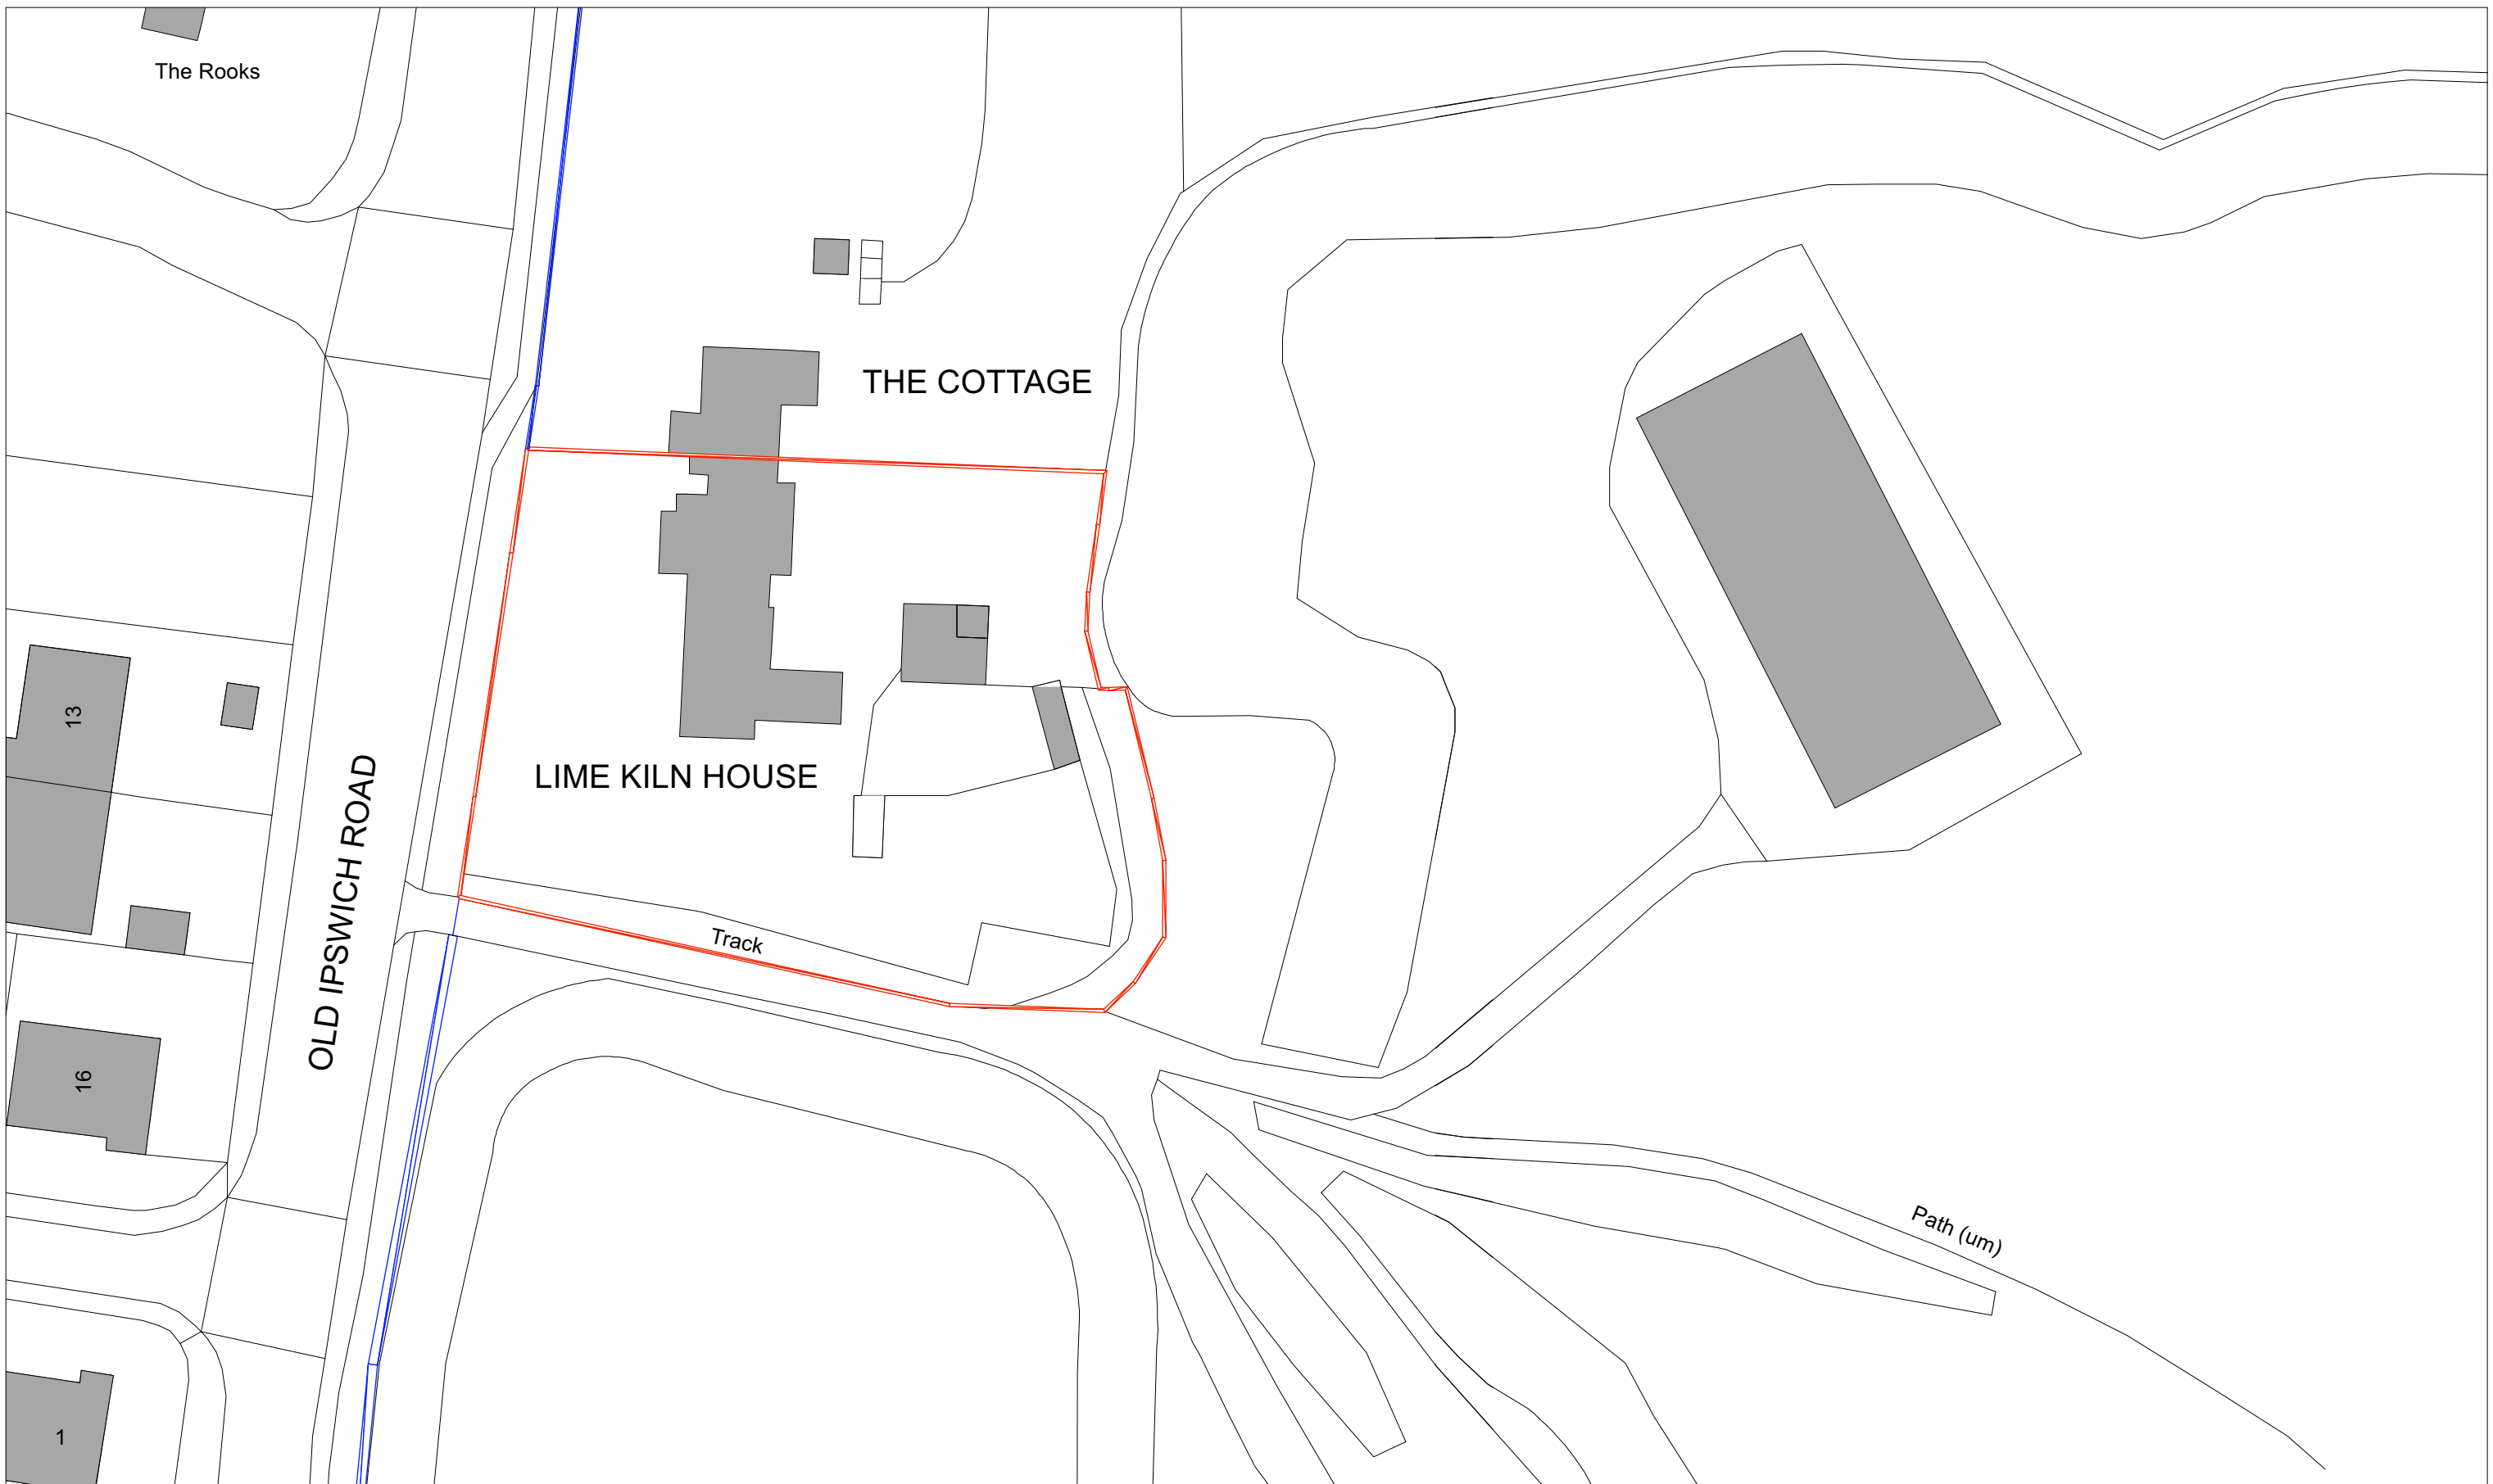 The Rooks
THE COTTAGE
13
LIME KILN HOUSE
OLD IPSWICH ROAD
Track
16
Path (um)
1